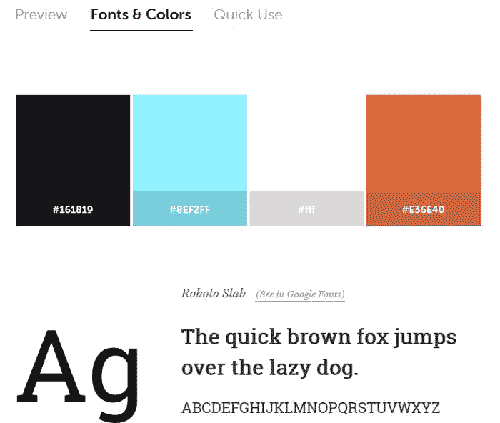 Preview Fonts & Colors Quick Use
#161819 #8EF2FF #fff #E36E40
Roboto Slab (See in Google Fonts)
Ag
The quick brown fox jumps
over the lazy dog.
ABCDEFGHIJKLMNOPQRSTUVWXYZ